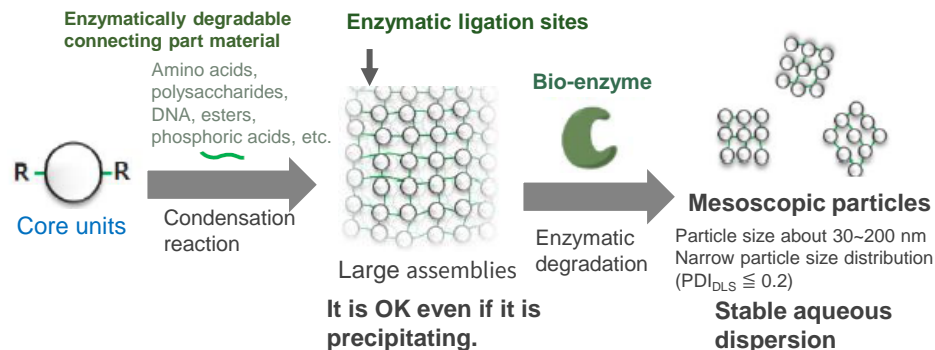 Enzymatically degradable
connecting part material
Amino acids,
polysaccharides,
DNA, esters,
phosphoric acids, etc.
R
R
Core units
Condensation
reaction
Enzymatic ligation sites
Large assemblies
It is OK even if it is
precipitating.
Bio-enzyme
Enzymatic
degradation
Mesoscopic particles
Particle size about 30~200 nm
Narrow particle size distribution
(PDI_DLS ≦ 0.2)
Stable aqueous
dispersion